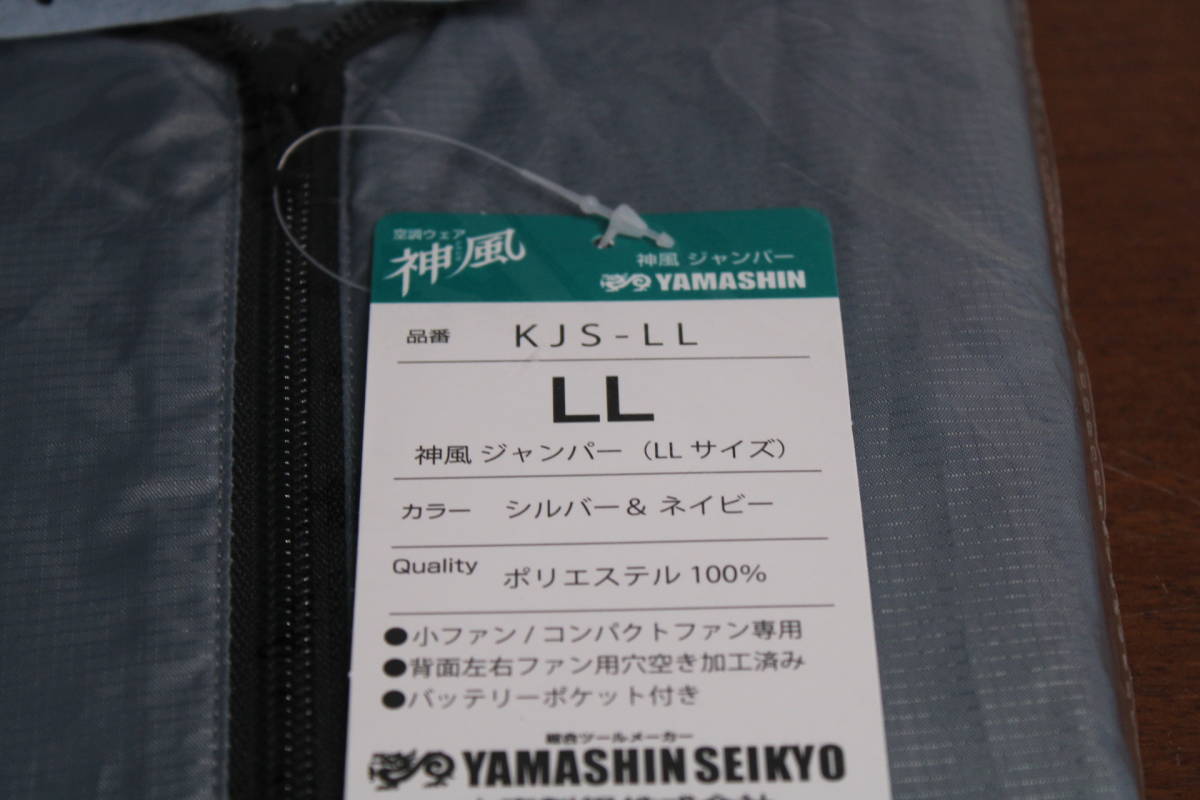 空調ウェア
神風
神風 ジャンパー
YAMASHIN
品番 KJS-LL
LL
神風 ジャンパー（LL サイズ）
カラー シルバー & ネイビー
Quality ポリエステル 100%
●小ファン / コンパクトファン専用
●背面左右ファン用穴空き加工済み
●バッテリーポケット付き
総合ツールメーカー
YAMASHIN SEIKYO